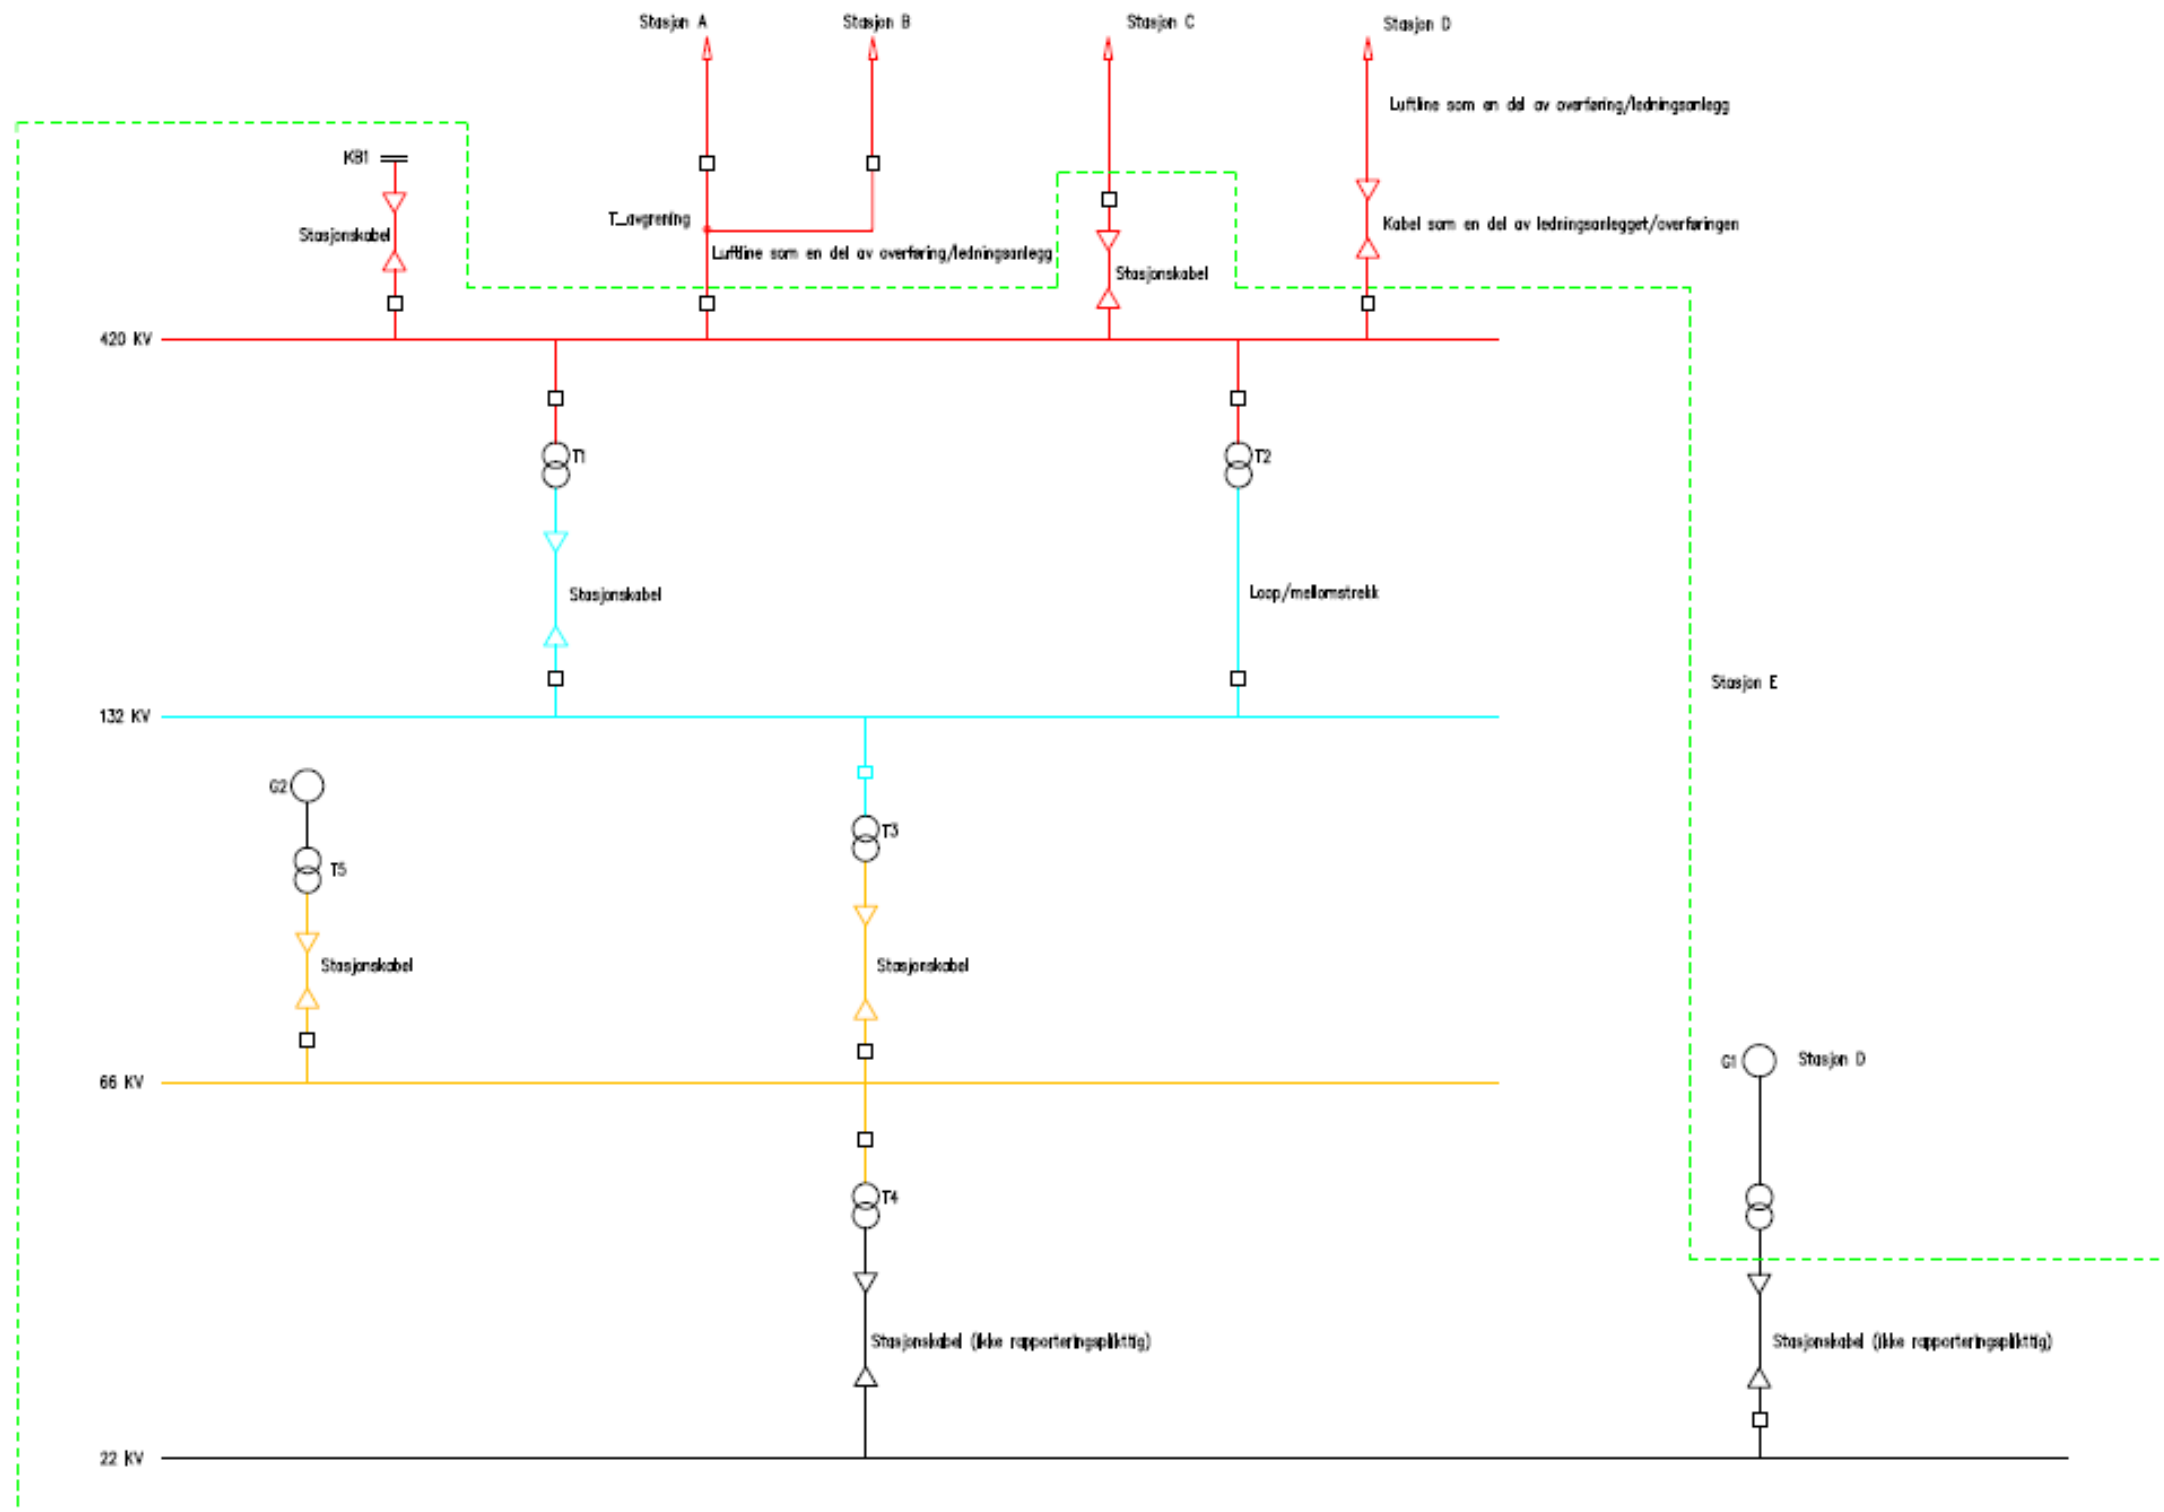 Stasjon A
Stasjon B
Stasjon C
Stasjon D
Luftline som en del av overføring/ledningsanlegg
KB1
Stasjonskabel
T_avgrening
Luftline som en del av overføring/ledningsanlegg
Kabel som en del av ledningsanlegget/overføringen
Stasjonskabel
420 KV
T1
T2
Stasjonskabel
Loop/mellomstrekk
Stasjon E
132 KV
G2
T3
T5
Stasjonskabel
Stasjonskabel
G1
Stasjon D
66 KV
T4
Stasjonskabel (ikke rapporteringsplikttig)
Stasjonskabel (ikke rapporteringsplikttig)
22 KV